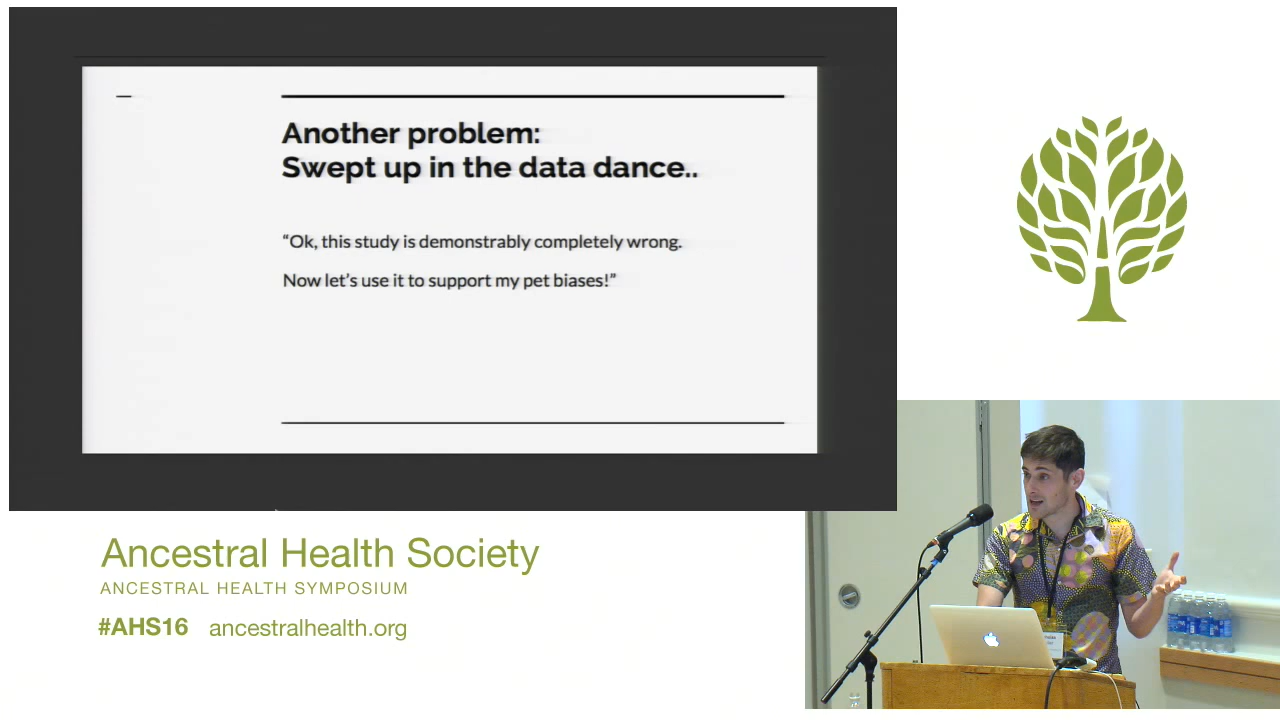 Another problem:
Swept up in the data dance..
“Ok, this study is demonstrably completely wrong.
Now let’s use it to support my pet biases!”
Ancestral Health Society
ANCESTRAL HEALTH SYMPOSIUM
#AHS16 ancestralhealth.org